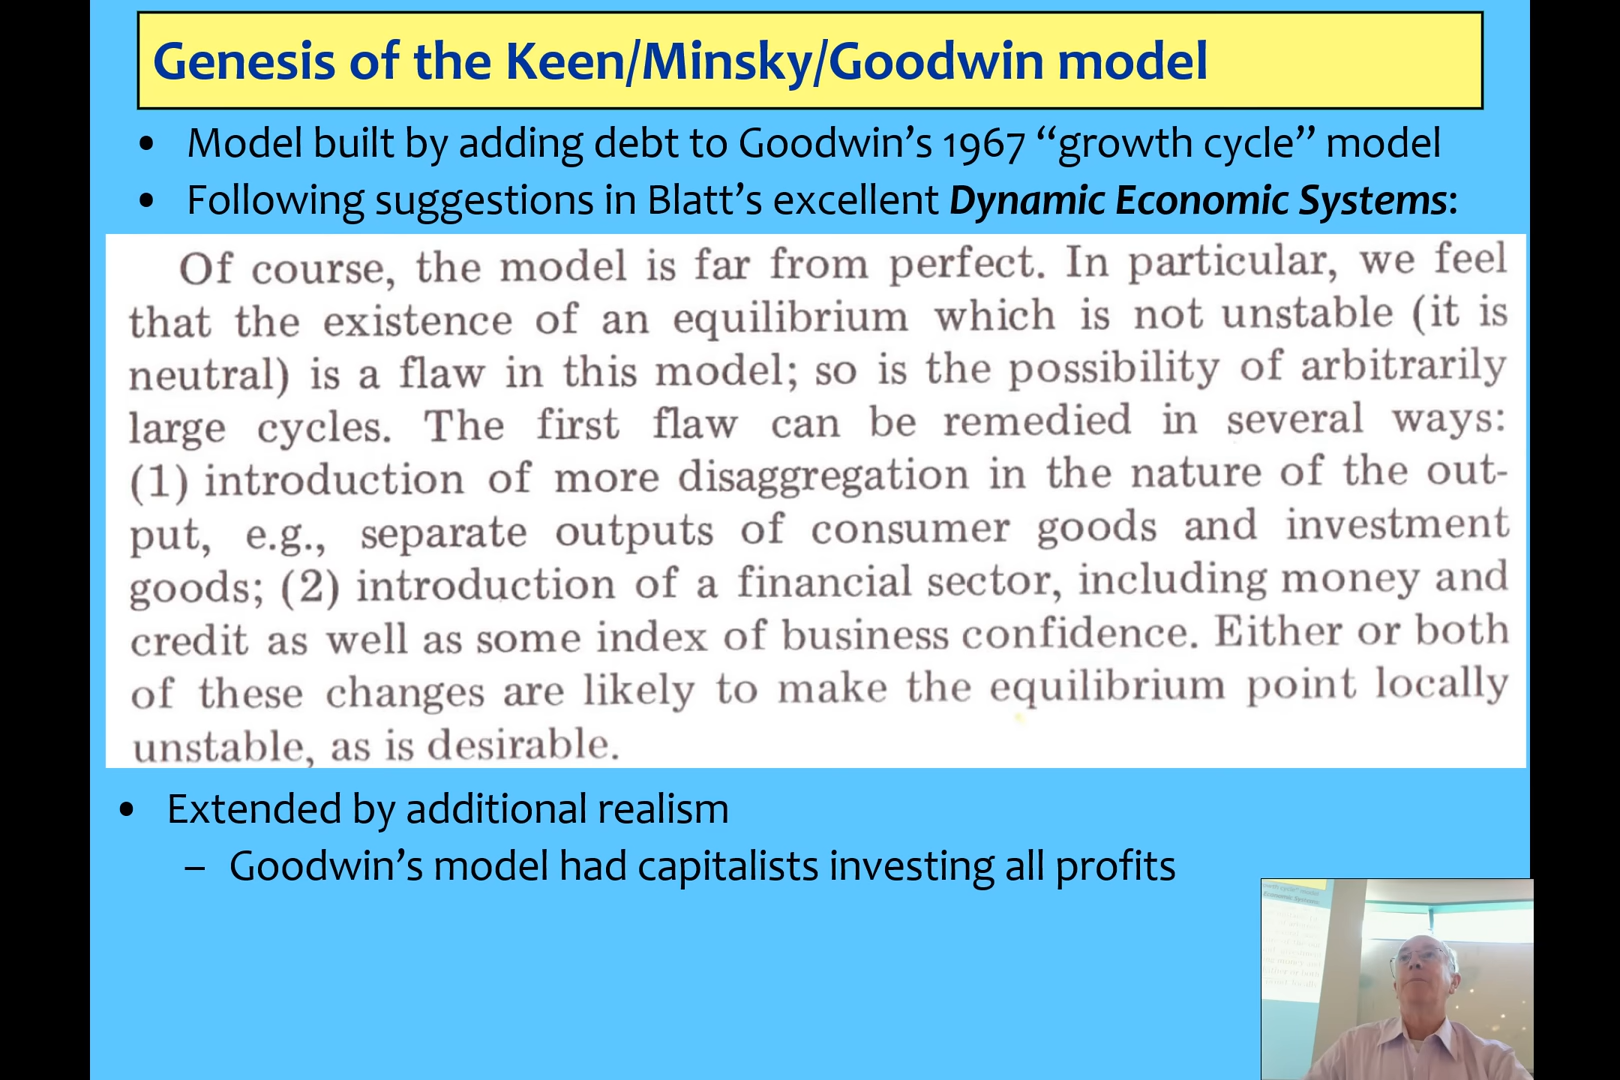 Genesis of the Keen/Minsky/Goodwin model
• Model built by adding debt to Goodwin’s 1967 “growth cycle” model
• Following suggestions in Blatt’s excellent Dynamic Economic Systems:
Of course, the model is far from perfect. In particular, we feel
that the existence of an equilibrium which is not unstable (it is
neutral) is a flaw in this model; so is the possibility of arbitrarily
large cycles. The first flaw can be remedied in several ways:
(1) introduction of more disaggregation in the nature of the out-
put, e.g., separate outputs of consumer goods and investment
goods; (2) introduction of a financial sector, including money and
credit as well as some index of business confidence. Either or both
of these changes are likely to make the equilibrium point locally
unstable, as is desirable.
• Extended by additional realism
– Goodwin’s model had capitalists investing all profits